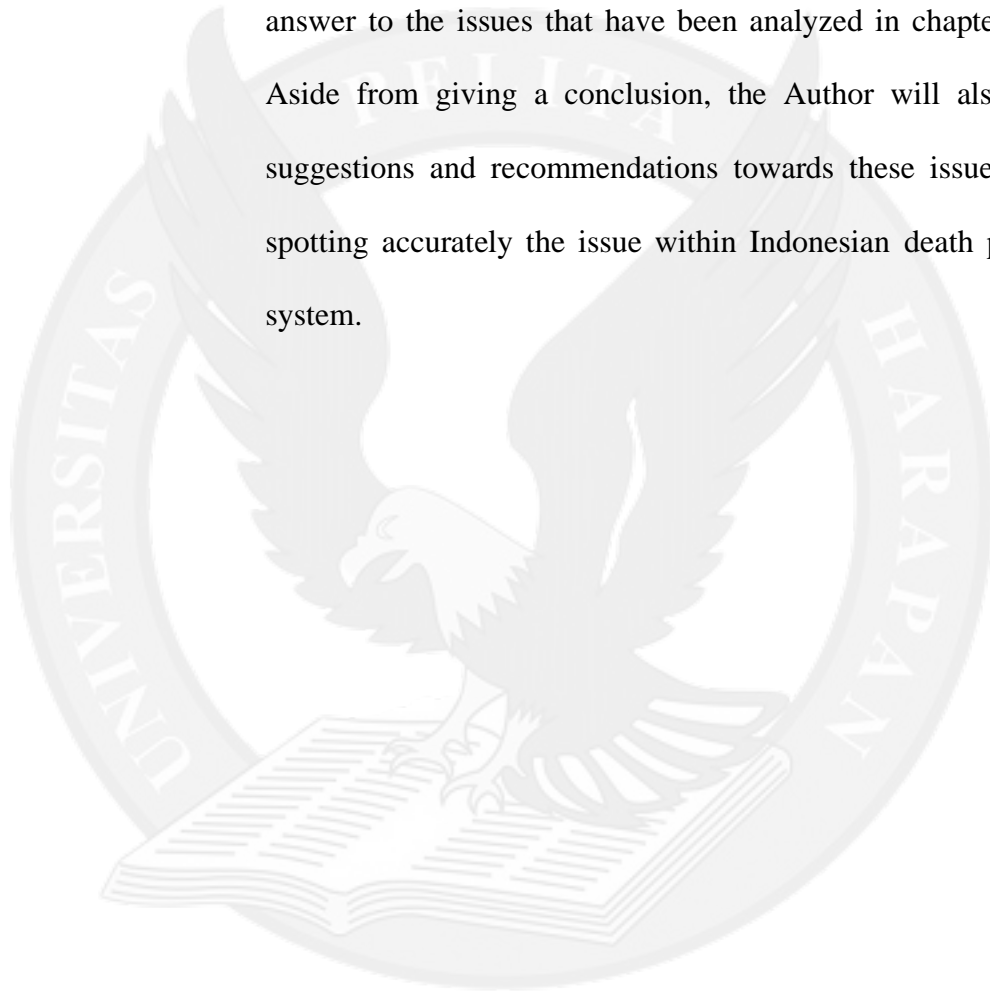 answer to the issues that have been analyzed in chapte
Aside from giving a conclusion, the Author will als
suggestions and recommendations towards these issue
spotting accurately the issue within Indonesian death p
system.
UNIVERSITAS PELITA HARAPAN